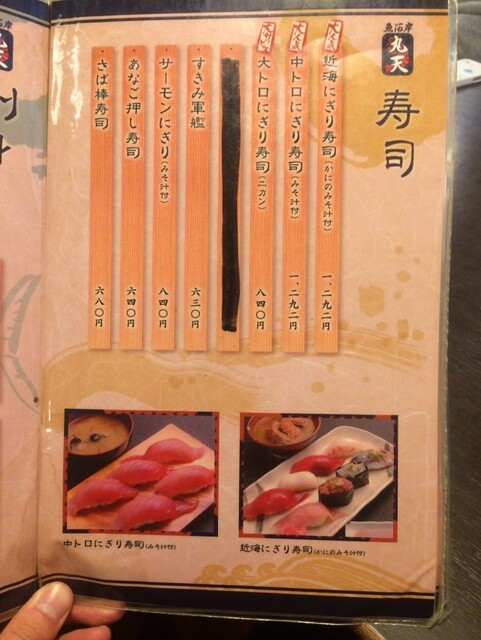 魚河岸
丸天
寿司
近海にぎり寿司(かにのみそ汁付) 一、二九二円
中トロにぎり寿司(みそ汁付) 一、二九二円
大トロにぎり寿司(二カン) 八四〇円
すきみ軍艦 六三〇円
サーモンにぎり(みそ汁付) 八四〇円
あなご押し寿司 六四〇円
さば棒寿司 六八〇円
中トロにぎり寿司(みそ汁付)
近海にぎり寿司(かにのみそ汁付)